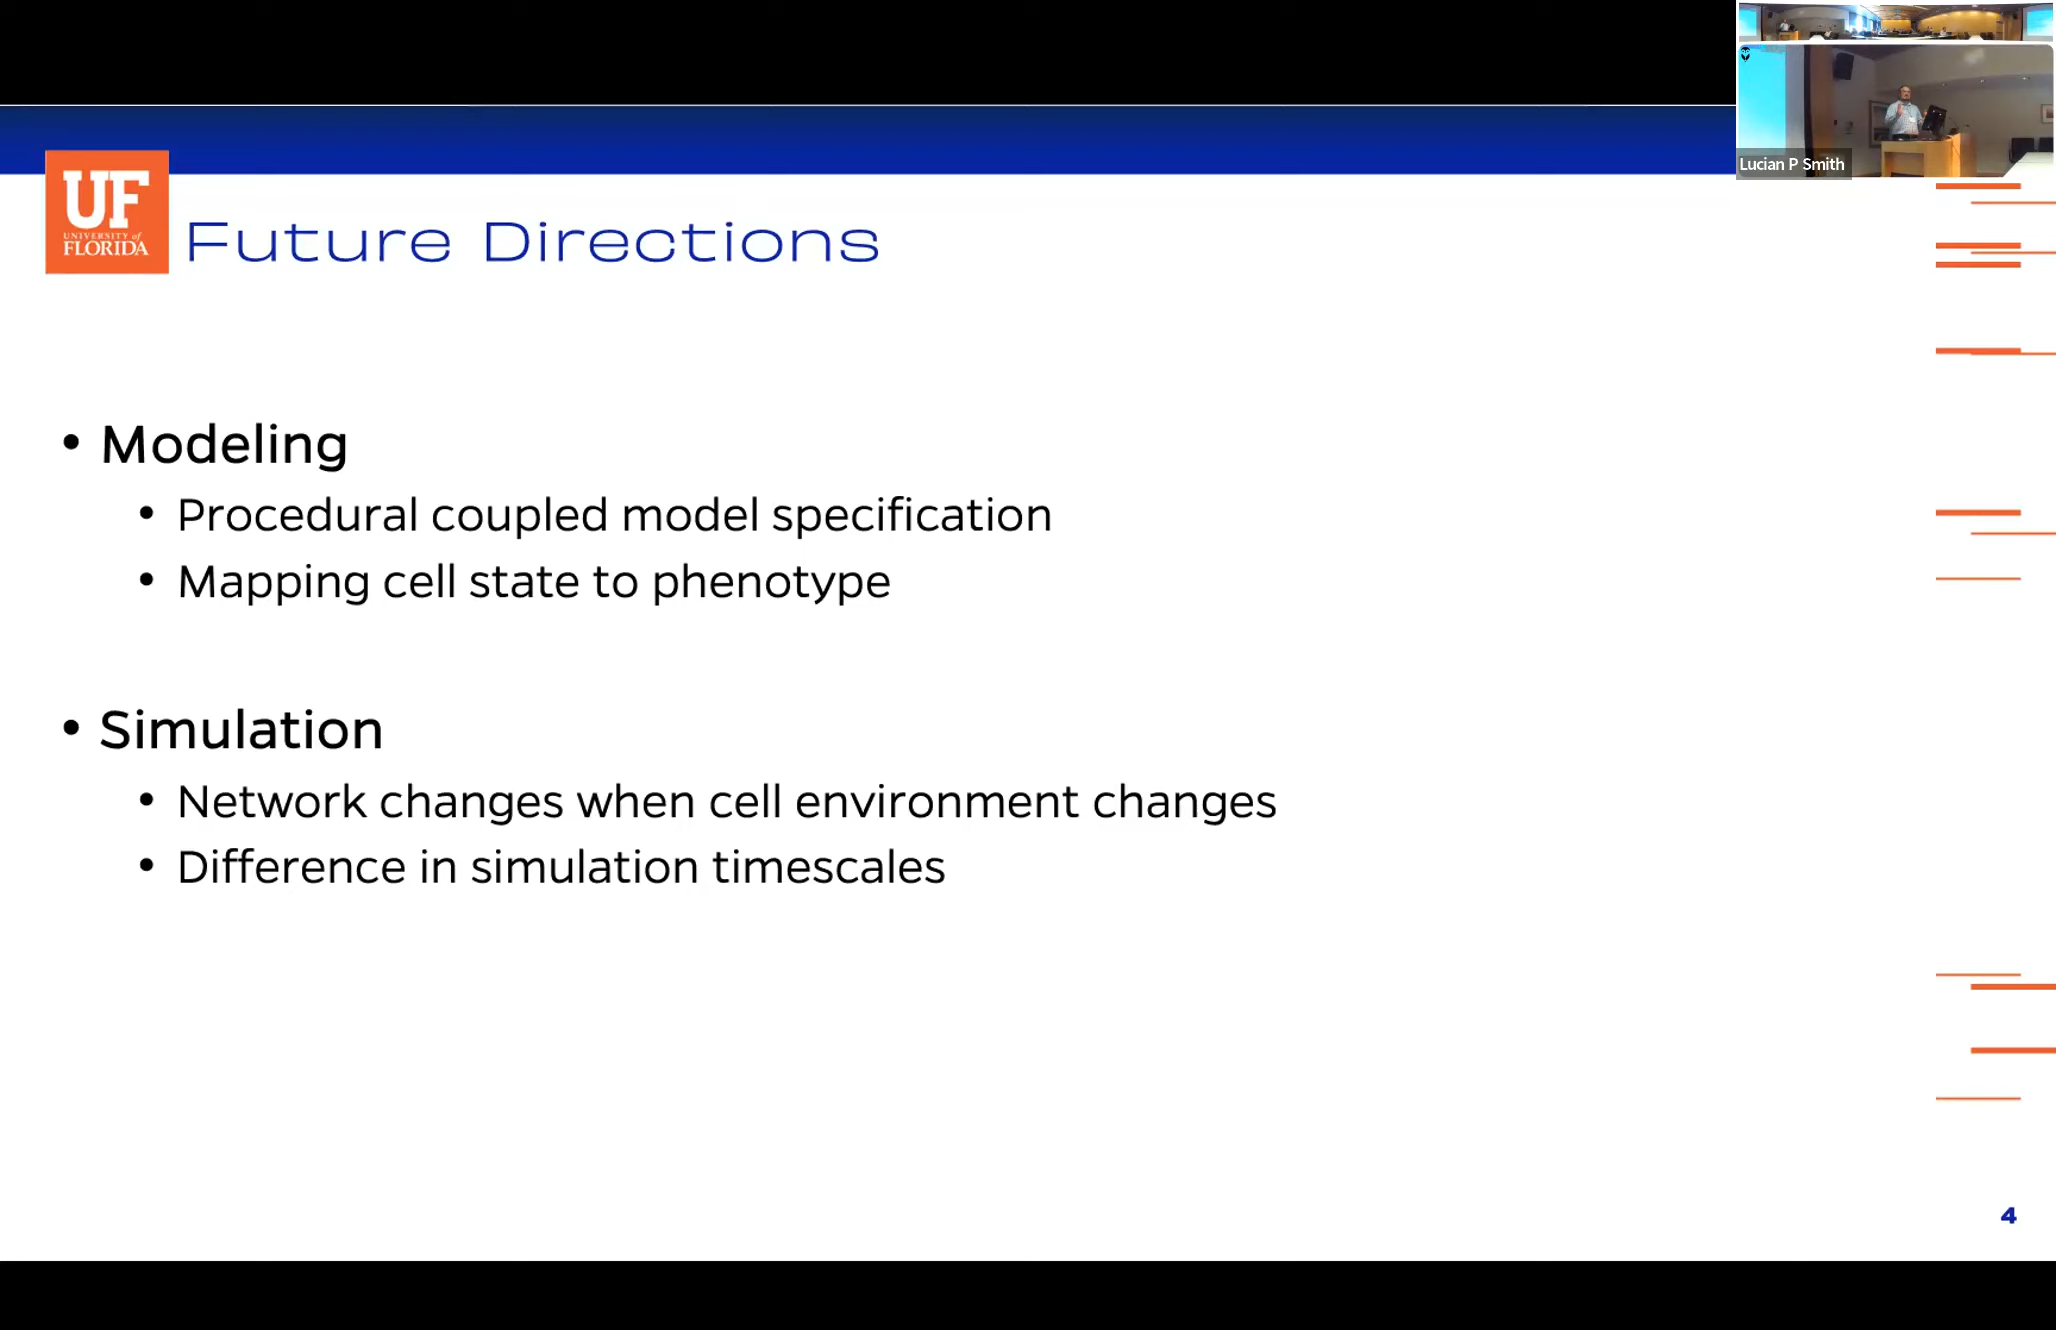 Lucian P Smith
UF
UNIVERSITY of
FLORIDA
Future Directions
• Modeling
• Procedural coupled model specification
• Mapping cell state to phenotype
• Simulation
• Network changes when cell environment changes
• Difference in simulation timescales
4